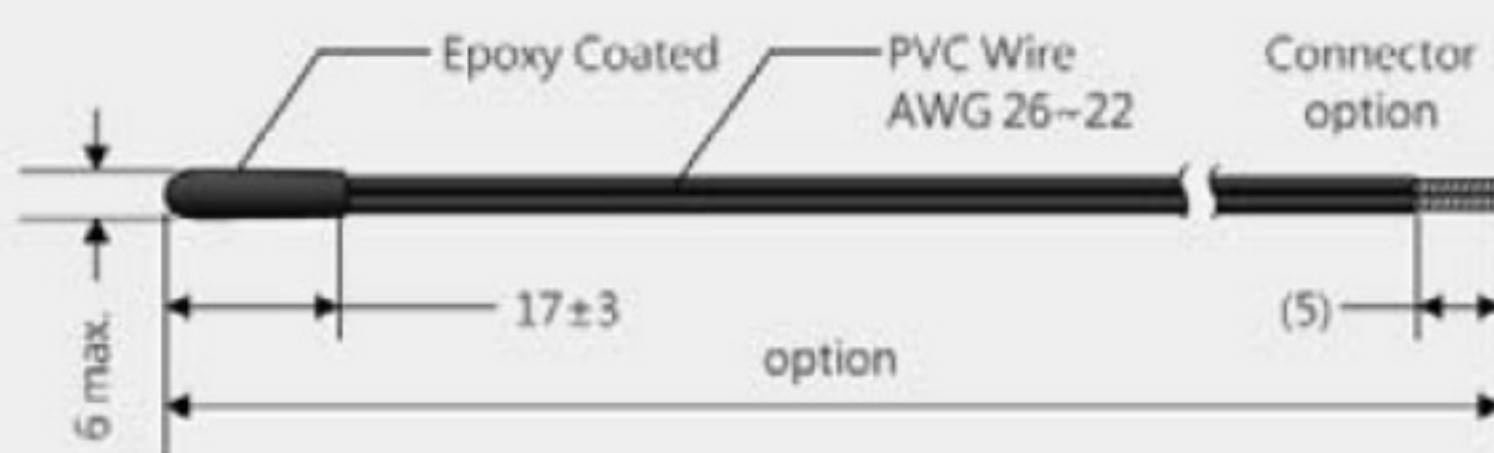 Epoxy Coated
PVC Wire
AWG 26~22
Connector
option
17±3
(5)
option
6 max.